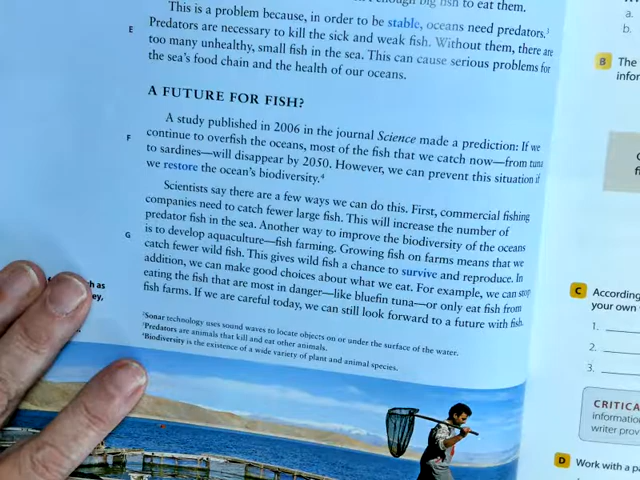 enough big fish to eat them.
This is a problem because, in order to be stable, oceans need predators.³
E
Predators are necessary to kill the sick and weak fish. Without them, there are
too many unhealthy, small fish in the sea. This can cause serious problems for
the sea's food chain and the health of our oceans.
A FUTURE FOR FISH?
A study published in 2006 in the journal Science made a prediction: If we
F
continue to overfish the oceans, most of the fish that we catch now—from tuna
to sardines—will disappear by 2050. However, we can prevent this situation if
we restore the ocean's biodiversity.⁴
Scientists say there are a few ways we can do this. First, commercial fishing
companies need to catch fewer large fish. This will increase the number of
predator fish in the sea. Another way to improve the biodiversity of the oceans
G
is to develop aquaculture—fish farming. Growing fish on farms means that we
catch fewer wild fish. This gives wild fish a chance to survive and reproduce. In
addition, we can make good choices about what we eat. For example, we can stop
eating the fish that are most in danger—like bluefin tuna—or only eat fish from
fish farms. If we are careful today, we can still look forward to a future with fish.
Sonar technology uses sound waves to locate objects on or under the surface of the water.
Predators are animals that kill and eat other animals.
Biodiversity is the existence of a wide variety of plant and animal species.
as
ey,
a.
b.
B The
infor
C According
your own
1.
2.
3.
CRITICA
informatio
writer prov
D Work with a pa